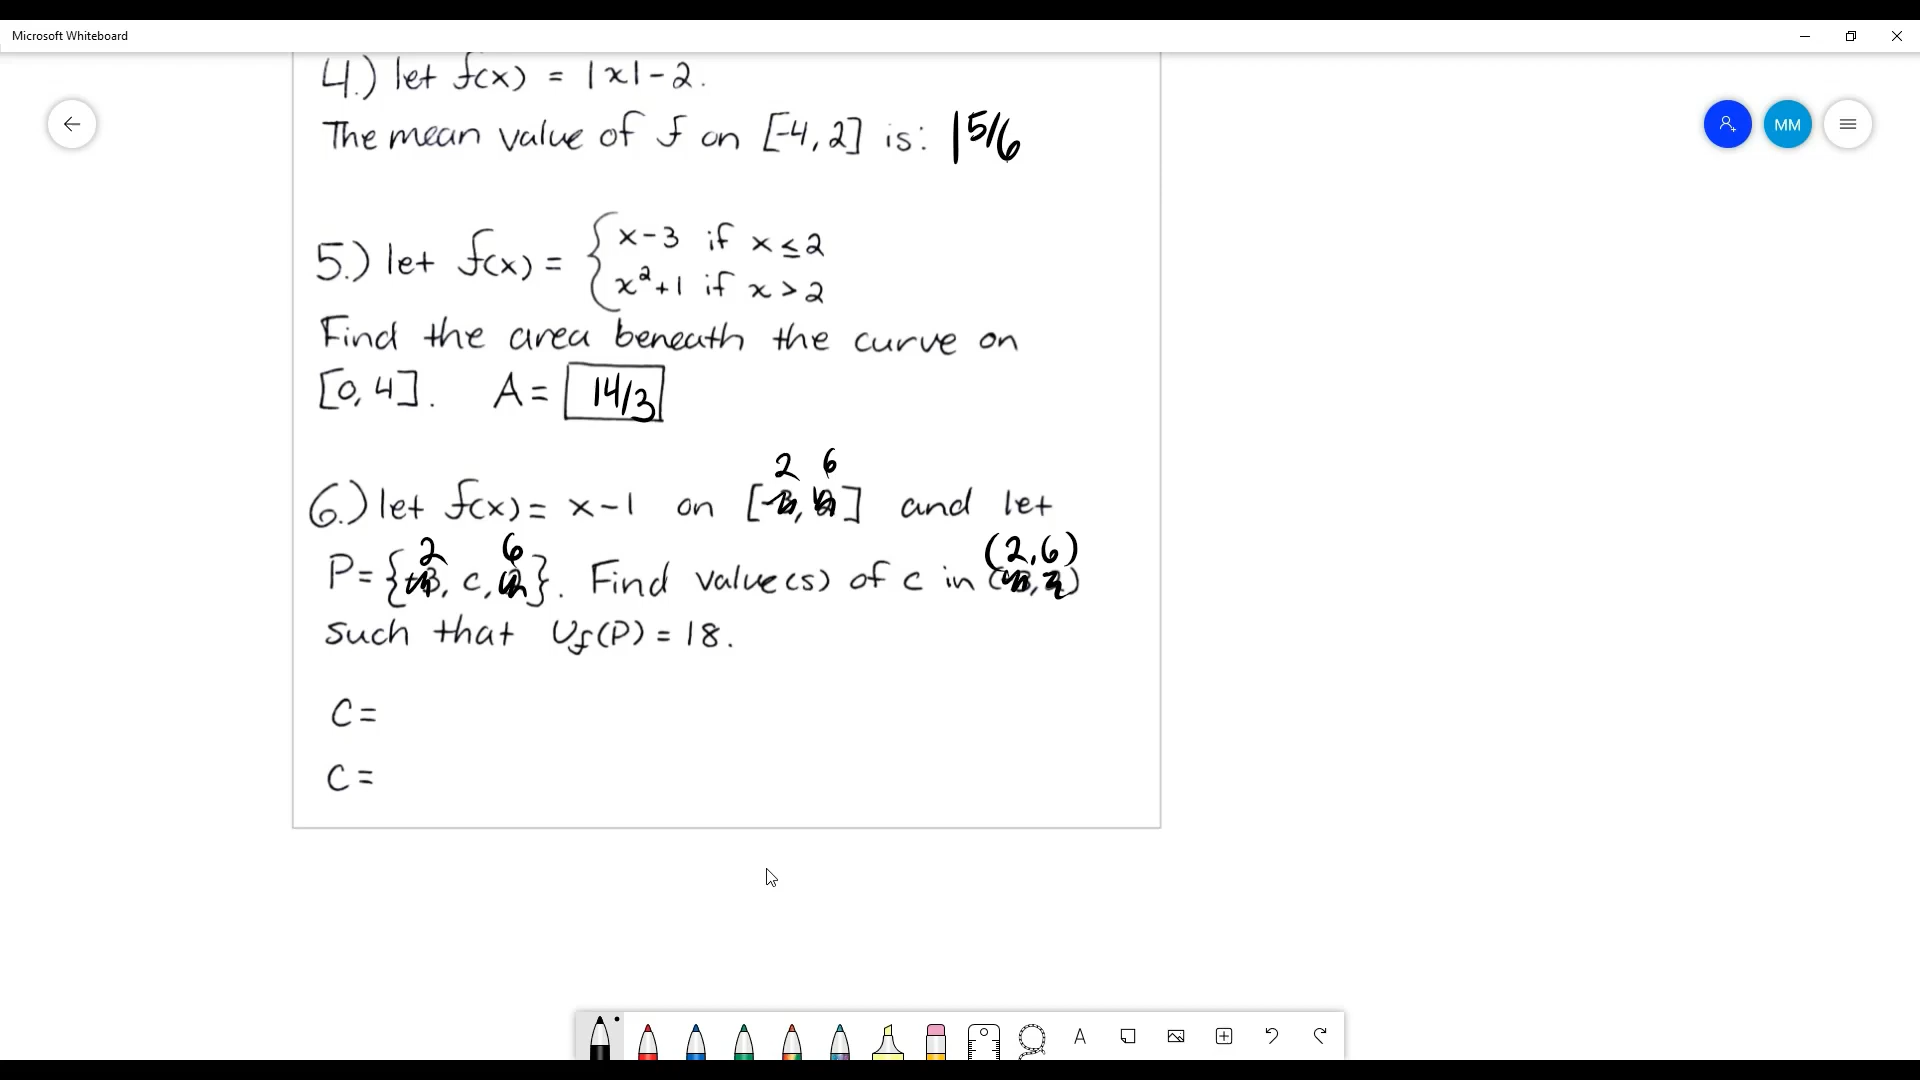 Microsoft Whiteboard
MM
4.) let f(x) = |x| - 2.
The mean value of f on [-4, 2] is: 15/6
5.) let f(x) = { x-3 if x ≤ 2
x²+1 if x > 2
Find the area beneath the curve on
[0, 4]. A = 14/3
2 6
6.) let f(x) = x-1 on [ , ] and let
2 6 (2,6)
P = { , c, }. Find value(s) of c in ( , )
such that U_f(P) = 18.
C =
C =
A